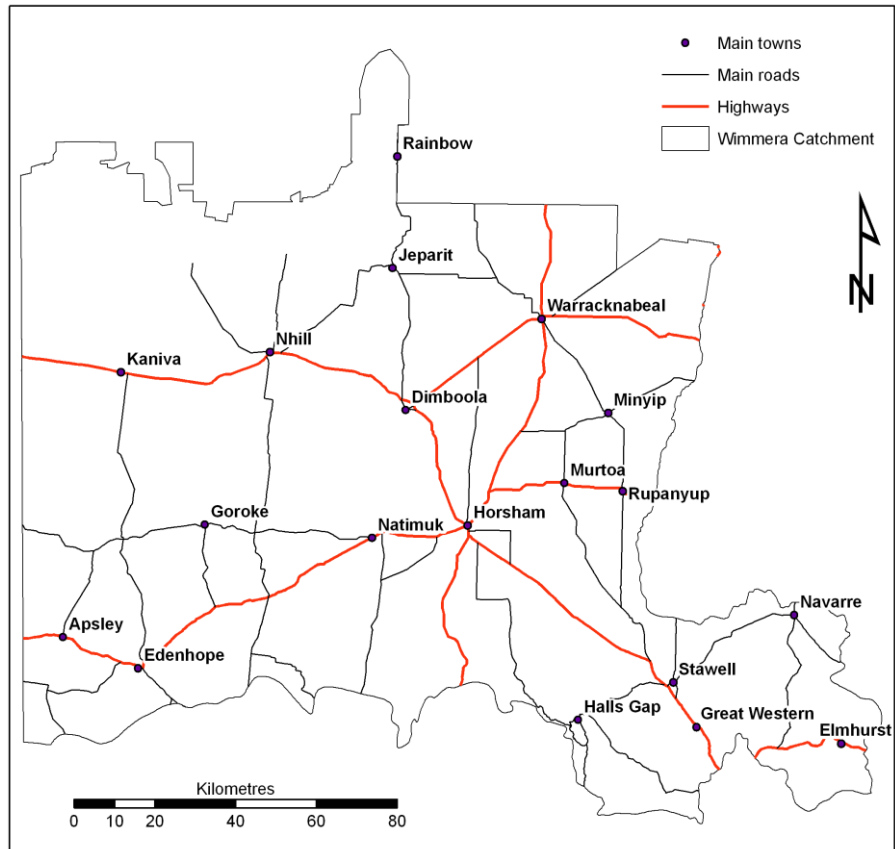 Main towns
Main roads
Highways
Wimmera Catchment
Rainbow
N
Jeparit
Warracknabeal
Nhill
Kaniva
Dimboola
Minyip
Murtoa
Rupanyup
Goroke
Natimuk
Horsham
Navarre
Apsley
Edenhope
Stawell
Halls Gap
Great Western
Elmhurst
Kilometres
0 10 20 40 60 80